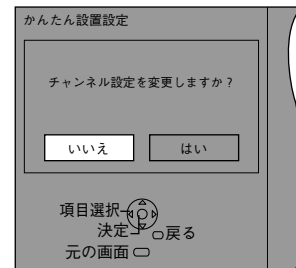 かんたん設置設定
チャンネル設定を変更しますか？
いいえ はい
項目選択
決定 戻る
元の画面